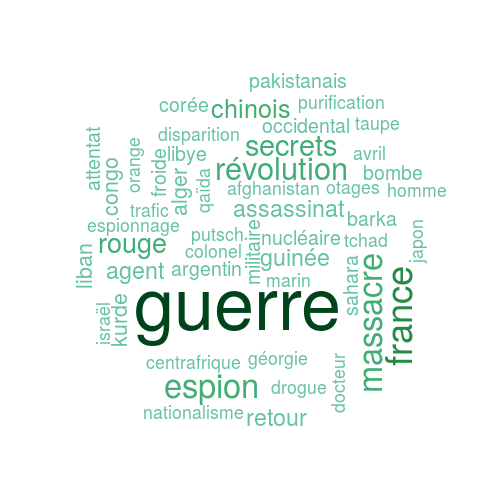 pakistanais
corée chinois purification
disparition occidental taupe
attentat orange froide libye secrets avril
congo alger qaïda révolution bombe
afghanistan otages homme
trafic assassinat barka
espionnage putsch. nucléaire tchad japon
rouge colonel militaire guinée
liban agent argentin marin sahara massacre france
israël kurde guerre
centrafrique géorgie
espion drogue docteur
nationalisme retour